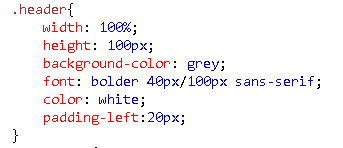 .header{
    width: 100%;
    height: 100px;
    background-color: grey;
    font: bolder 40px/100px sans-serif;
    color: white;
    padding-left:20px;
}